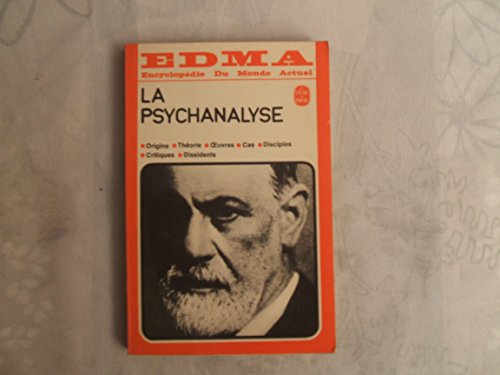 EDMA
Encyclopédie Du Monde Actuel
LA
PSYCHANALYSE
▪ Origine ▪ Théorie ▪ Œuvres ▪ Cas ▪ Disciples
▪ Critiques ▪ Dissidents